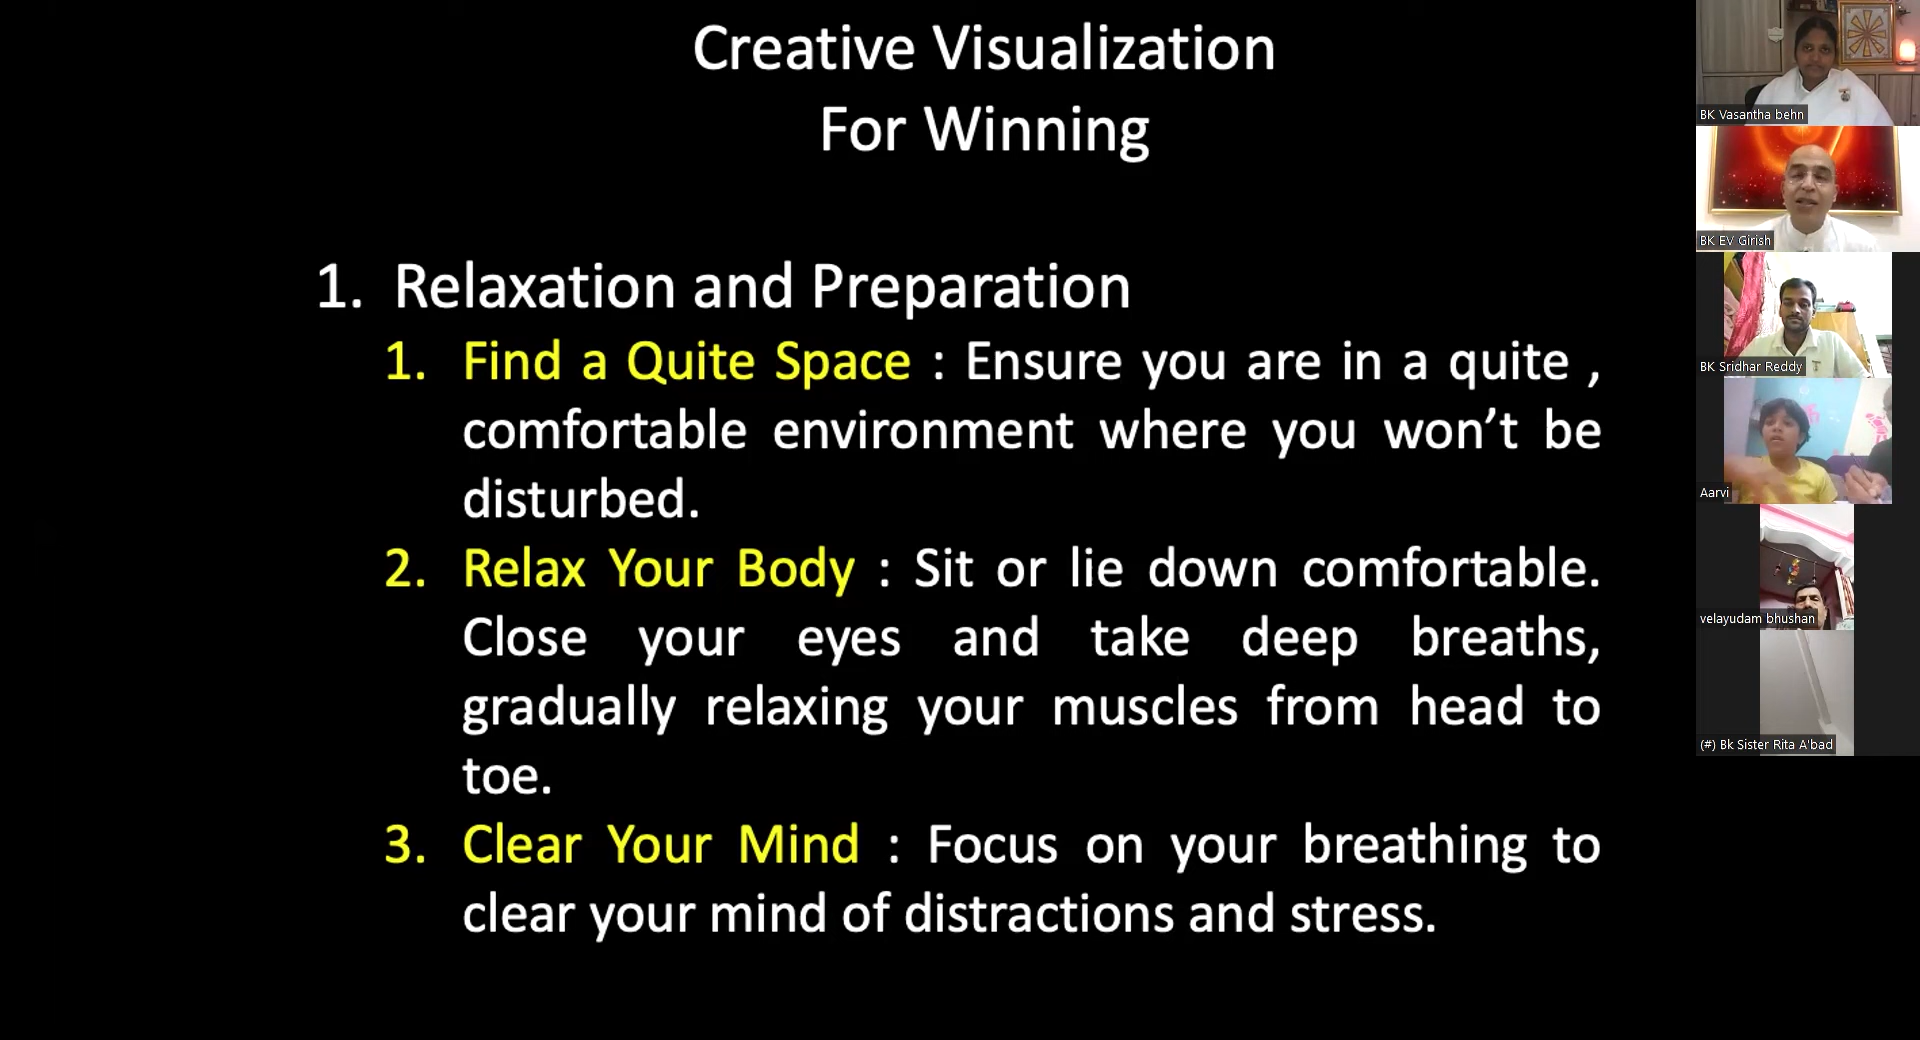 Creative Visualization
For Winning
1. Relaxation and Preparation
1. Find a Quite Space : Ensure you are in a quite ,
comfortable environment where you won’t be
disturbed.
2. Relax Your Body : Sit or lie down comfortable.
Close your eyes and take deep breaths,
gradually relaxing your muscles from head to
toe.
3. Clear Your Mind : Focus on your breathing to
clear your mind of distractions and stress.
BK Vasantha behn
BK EV Girish
BK Sridhar Reddy
Aarvi
velayudam bhushan
(#) Bk Sister Rita A'bad